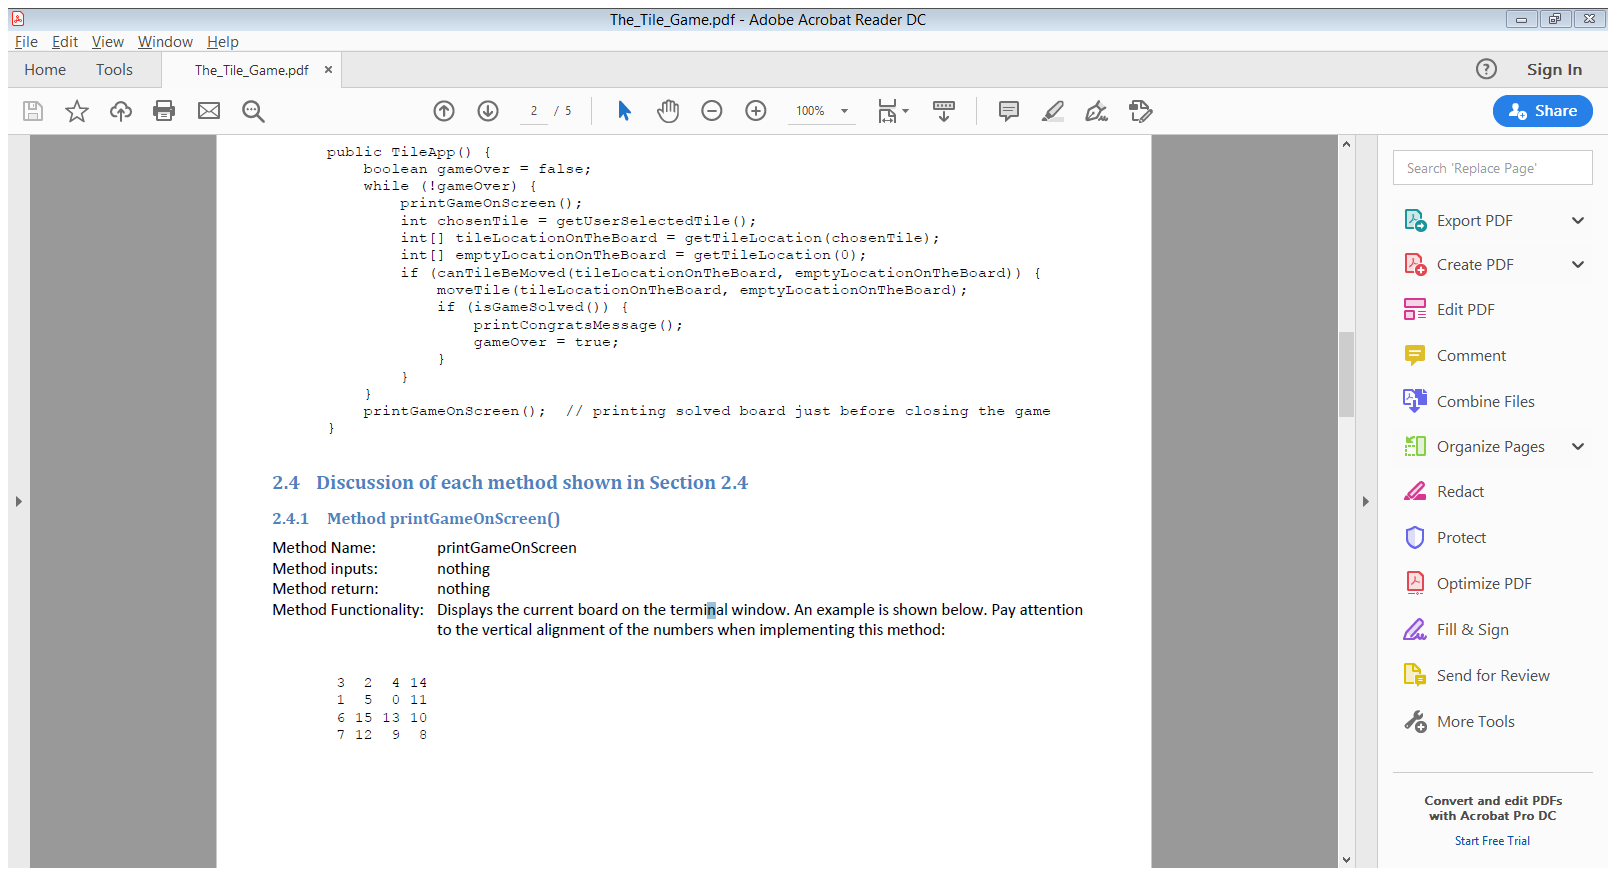 The_Tile_Game.pdf - Adobe Acrobat Reader DC
File Edit View Window Help
Home Tools The_Tile_Game.pdf × Sign In
2 / 5 100% Share
public TileApp() {
    boolean gameOver = false;
    while (!gameOver) {
        printGameOnScreen();
        int chosenTile = getUserSelectedTile();
        int[] tileLocationOnTheBoard = getTileLocation(chosenTile);
        int[] emptyLocationOnTheBoard = getTileLocation(0);
        if (canTileBeMoved(tileLocationOnTheBoard, emptyLocationOnTheBoard)) {
            moveTile(tileLocationOnTheBoard, emptyLocationOnTheBoard);
            if (isGameSolved()) {
                printCongratsMessage();
                gameOver = true;
            }
        }
    }
    printGameOnScreen();  // printing solved board just before closing the game
}
2.4 Discussion of each method shown in Section 2.4
2.4.1 Method printGameOnScreen()
Method Name: printGameOnScreen
Method inputs: nothing
Method return: nothing
Method Functionality: Displays the current board on the terminal window. An example is shown below. Pay attention
to the vertical alignment of the numbers when implementing this method:
3  2  4 14
1  5  0 11
6 15 13 10
7 12  9  8
Search 'Replace Page'
Export PDF
Create PDF
Edit PDF
Comment
Combine Files
Organize Pages
Redact
Protect
Optimize PDF
Fill & Sign
Send for Review
More Tools
Convert and edit PDFs
with Acrobat Pro DC
Start Free Trial